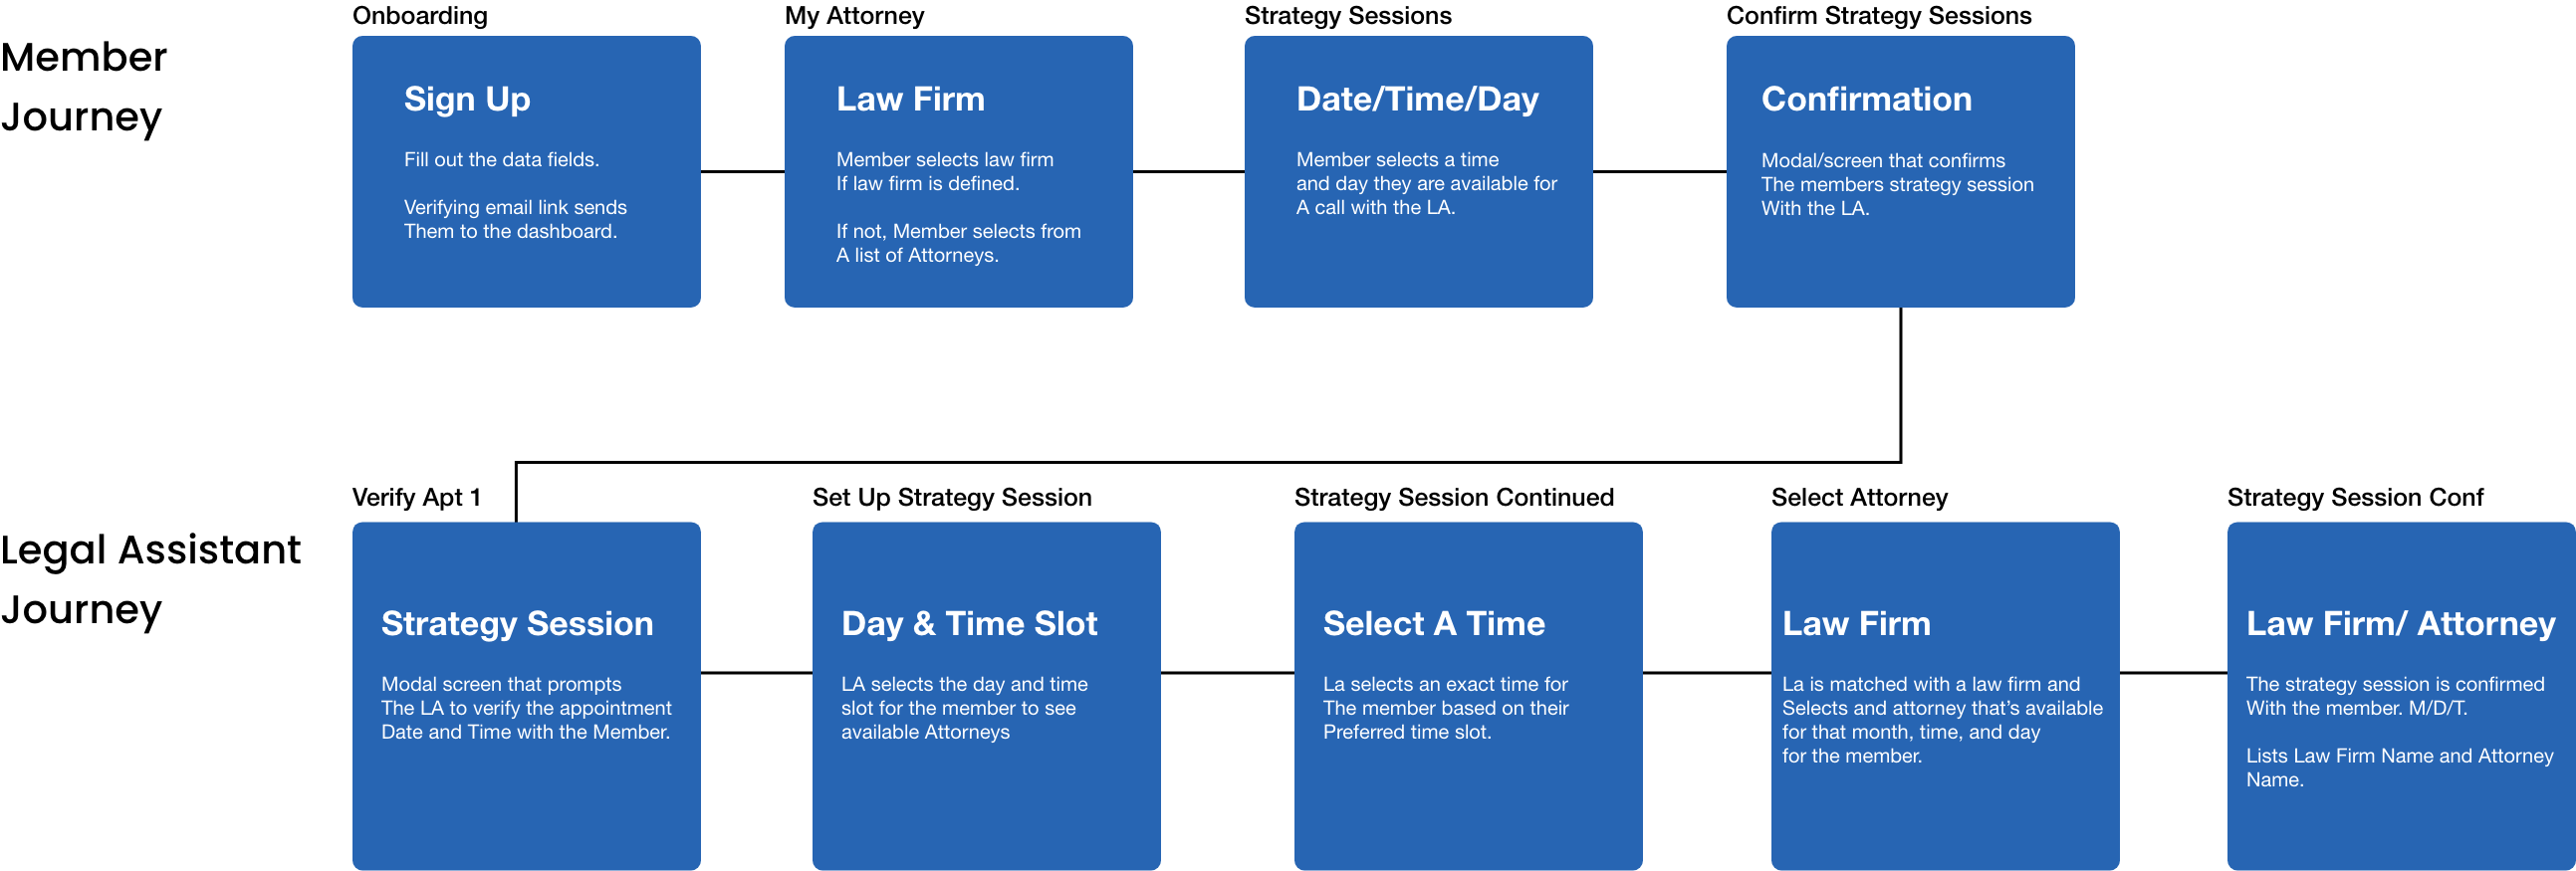 Member
Journey
Onboarding
Sign Up
Fill out the data fields.
Verifying email link sends
Them to the dashboard.
My Attorney
Law Firm
Member selects law firm
If law firm is defined.
If not, Member selects from
A list of Attorneys.
Strategy Sessions
Date/Time/Day
Member selects a time
and day they are available for
A call with the LA.
Confirm Strategy Sessions
Confirmation
Modal/screen that confirms
The members strategy session
With the LA.
Legal Assistant
Journey
Verify Apt 1
Strategy Session
Modal screen that prompts
The LA to verify the appointment
Date and Time with the Member.
Set Up Strategy Session
Day & Time Slot
LA selects the day and time
slot for the member to see
available Attorneys
Strategy Session Continued
Select A Time
La selects an exact time for
The member based on their
Preferred time slot.
Select Attorney
Law Firm
La is matched with a law firm and
Selects and attorney that’s available
for that month, time, and day
for the member.
Strategy Session Conf
Law Firm/ Attorney
The strategy session is confirmed
With the member. M/D/T.
Lists Law Firm Name and Attorney
Name.